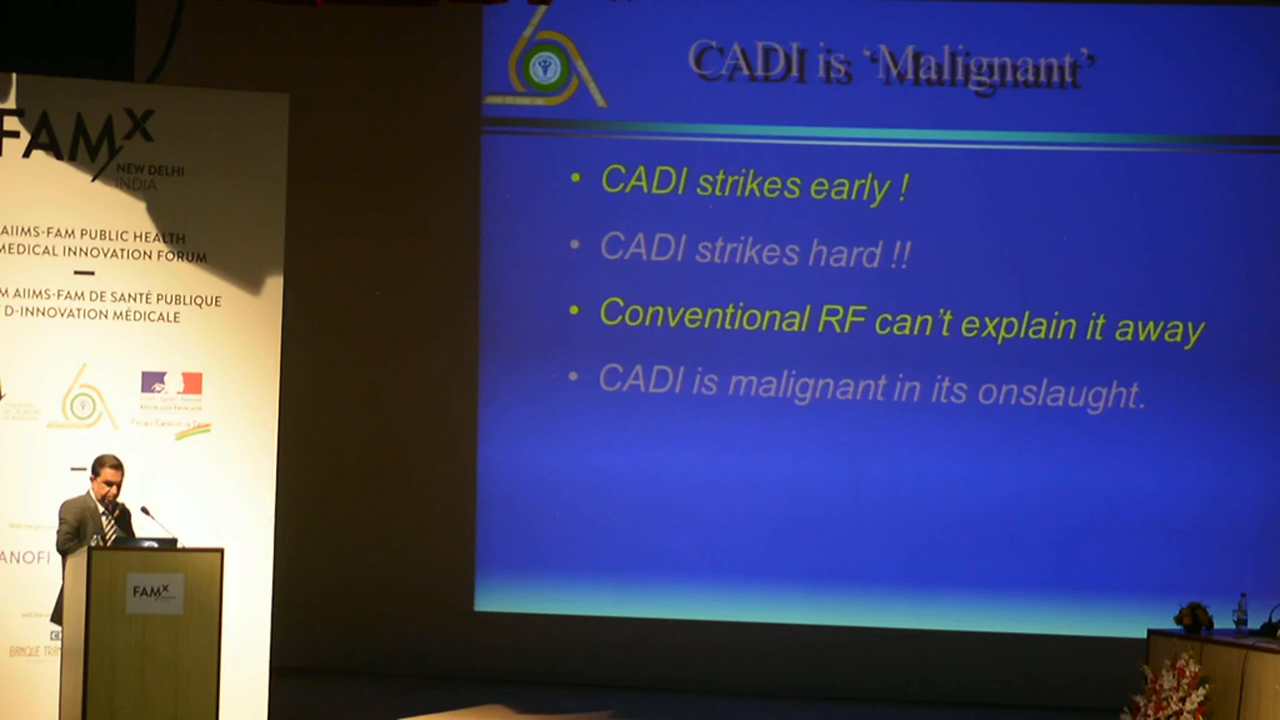 FAMx
NEW DELHI
INDIA
AIIMS-FAM PUBLIC HEALTH
MEDICAL INNOVATION FORUM
M AIIMS-FAM DE SANTÉ PUBLIQUE
D-INNOVATION MÉDICALE
ANOFI
BANQUE TRAN
FAMx
CADI is ‘Malignant’
• CADI strikes early !
• CADI strikes hard !!
• Conventional RF can’t explain it away
• CADI is malignant in its onslaught.